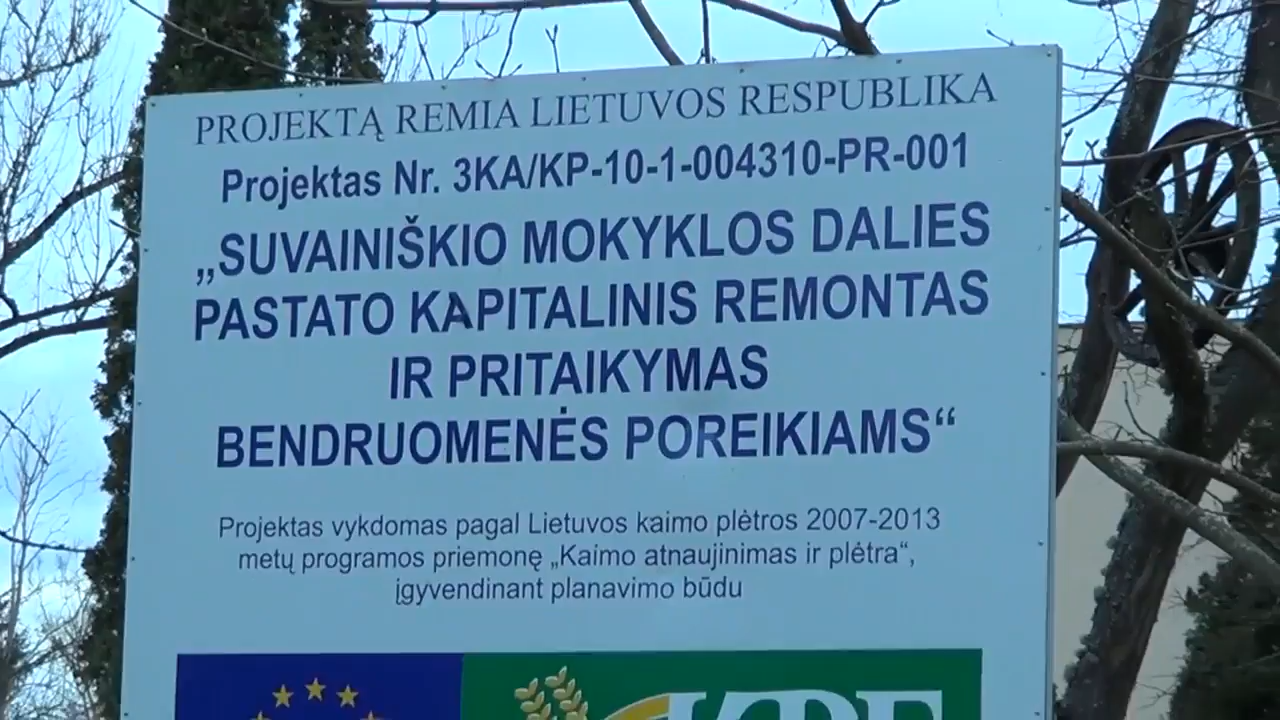 PROJEKTĄ REMIA LIETUVOS RESPUBLIKA
Projektas Nr. 3KA/KP-10-1-004310-PR-001
„SUVAINIŠKIO MOKYKLOS DALIES
PASTATO KAPITALINIS REMONTAS
IR PRITAIKYMAS
BENDRUOMENĖS POREIKIAMS“
Projektas vykdomas pagal Lietuvos kaimo plėtros 2007-2013
metų programos priemonę „Kaimo atnaujinimas ir plėtra“,
įgyvendinant planavimo būdu